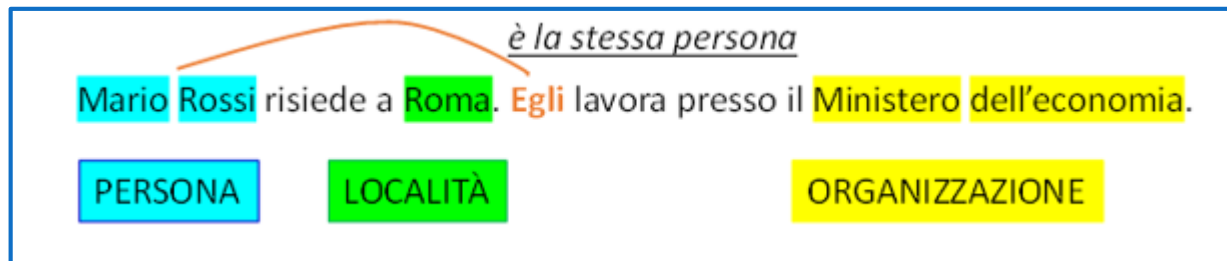 è la stessa persona
Mario Rossi risiede a Roma. Egli lavora presso il Ministero dell'economia.
PERSONA LOCALITÀ ORGANIZZAZIONE